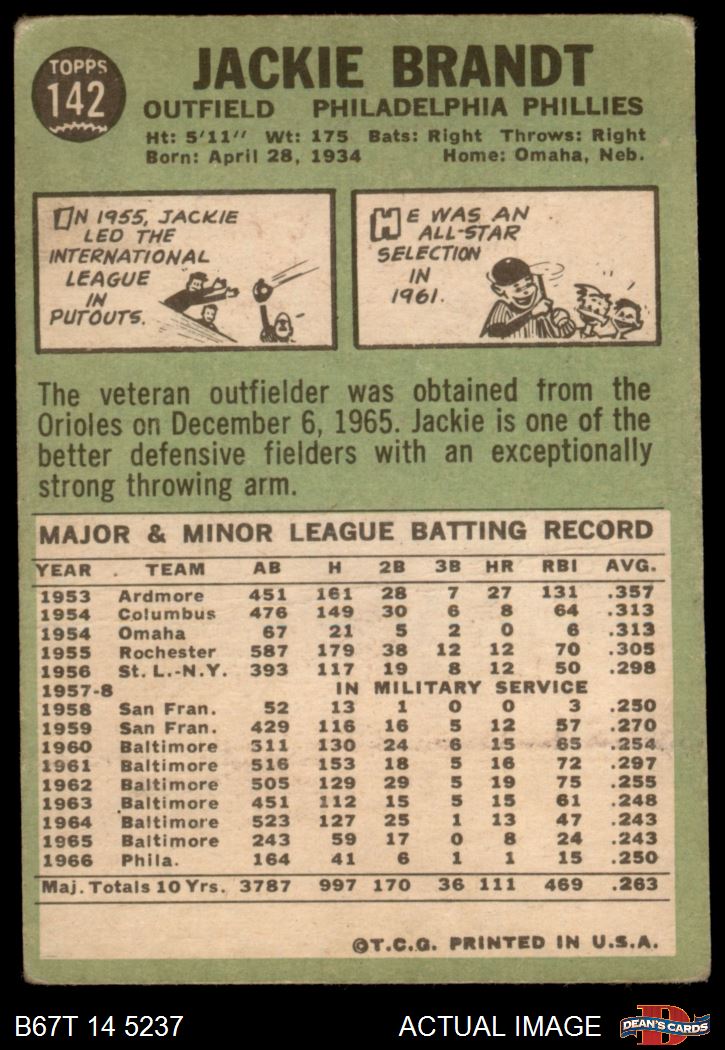 TOPPS
142
JACKIE BRANDT
OUTFIELD PHILADELPHIA PHILLIES
Ht: 5'11" Wt: 175 Bats: Right Throws: Right
Born: April 28, 1934 Home: Omaha, Neb.
IN 1955, JACKIE
LED THE
INTERNATIONAL
LEAGUE
IN
PUTOUTS.
HE WAS AN
ALL-STAR
SELECTION
IN
1961.
The veteran outfielder was obtained from the
Orioles on December 6, 1965. Jackie is one of the
better defensive fielders with an exceptionally
strong throwing arm.
MAJOR & MINOR LEAGUE BATTING RECORD
YEAR TEAM AB H 2B 3B HR RBI AVG.
1953 Ardmore 451 161 28 7 27 131 .357
1954 Columbus 476 149 30 6 8 64 .313
1954 Omaha 67 21 5 2 0 6 .313
1955 Rochester 587 179 38 12 12 70 .305
1956 St. L.-N.Y. 393 117 19 8 12 50 .298
1957-8 IN MILITARY SERVICE
1958 San Fran. 52 13 1 0 0 3 .250
1959 San Fran. 429 116 16 5 12 57 .270
1960 Baltimore 511 130 24 6 15 65 .254
1961 Baltimore 516 153 18 5 16 72 .297
1962 Baltimore 505 129 29 5 19 75 .255
1963 Baltimore 451 112 15 5 15 61 .248
1964 Baltimore 523 127 25 1 13 47 .243
1965 Baltimore 243 59 17 0 8 24 .243
1966 Phila. 164 41 6 1 1 15 .250
Maj. Totals 10 Yrs. 3787 997 170 36 111 469 .263
©T.C.G. PRINTED IN U.S.A.
B67T 14 5237 ACTUAL IMAGE
DEAN'S CARDS